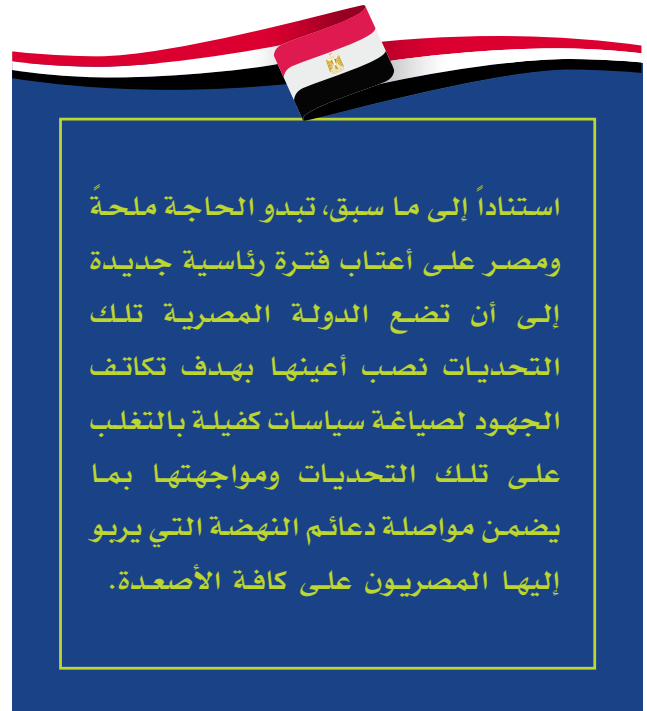 استناداً إلى ما سبق، تبدو الحاجة ملحةً
ومصر على أعتاب فترة رئاسية جديدة
إلى أن تضع الدولة المصرية تلك
التحديات نصب أعينها بهدف تكاتف
الجهود لصياغة سياسات كفيلة بالتغلب
على تلك التحديات ومواجهتها بما
يضمن مواصلة دعائم النهضة التي يربو
إليها المصريون على كافة الأصعدة.